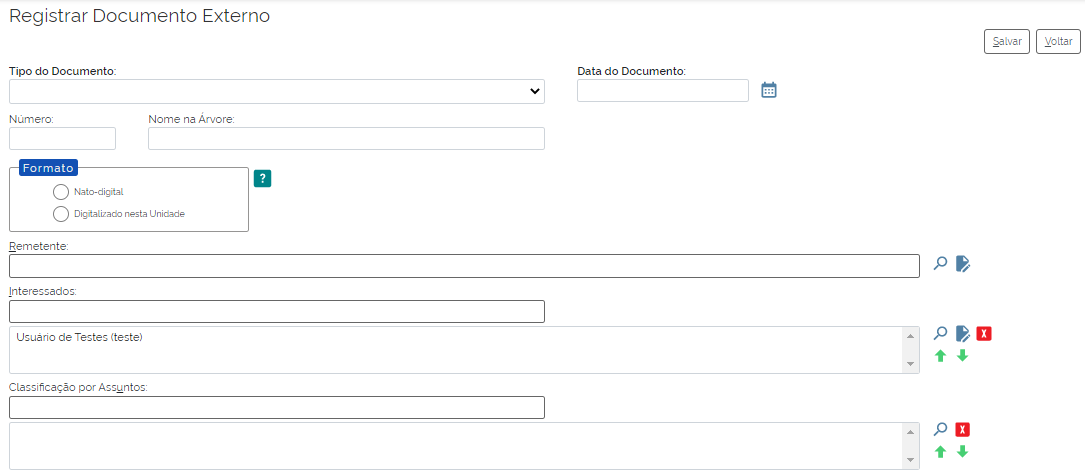 Registrar Documento Externo
Salvar Voltar
Tipo do Documento: Data do Documento:
Número: Nome na Árvore:
Formato
?
Nato-digital
Digitalizado nesta Unidade
Remetente:
Interessados:
Usuário de Testes (teste)
X
Classificação por Assuntos:
X